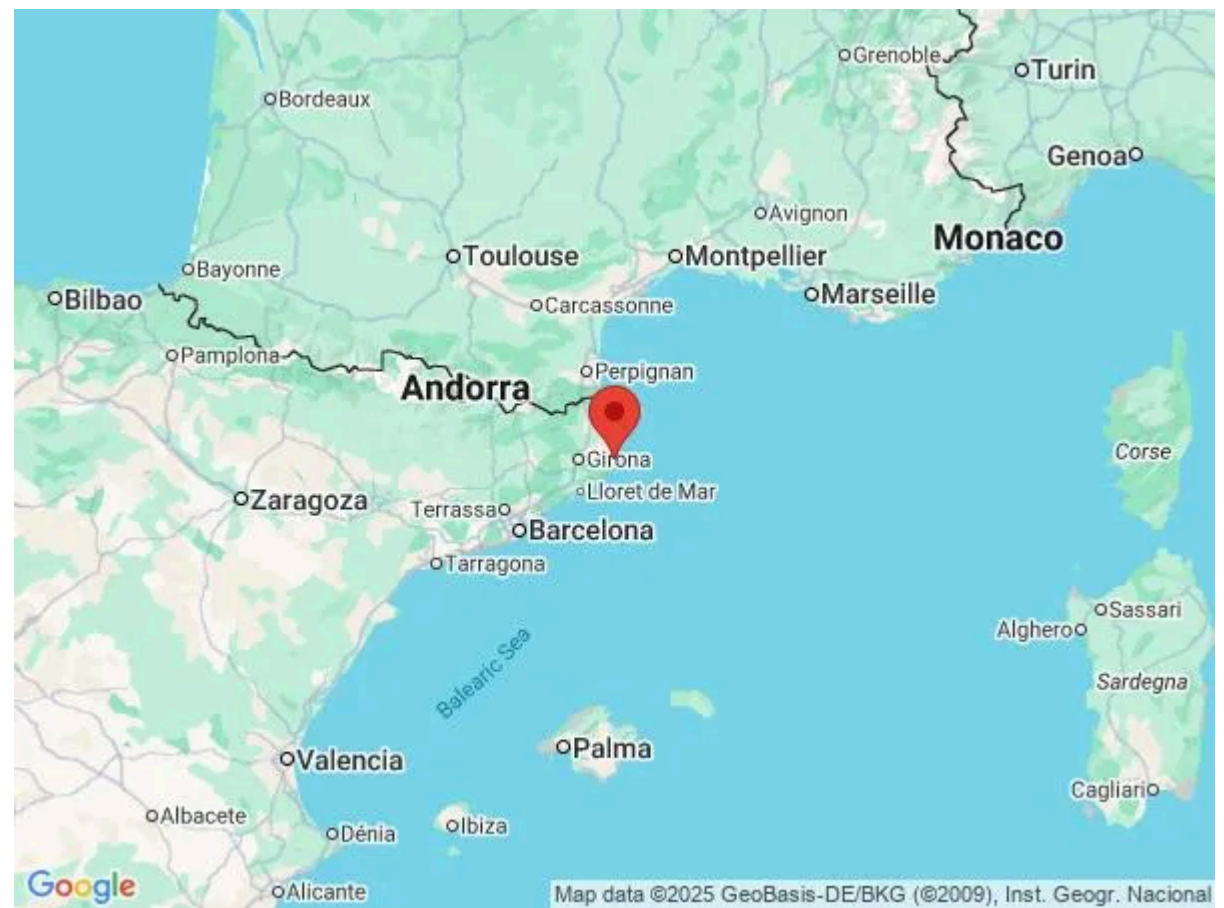 Grenoble
Turin
Bordeaux
Genoa
Avignon
Monaco
Toulouse
Montpellier
Bayonne
Marseille
Bilbao
Carcassonne
Pamplona
Perpignan
Andorra
Corse
Girona
Lloret de Mar
Zaragoza
Terrassa
Barcelona
Tarragona
Sassari
Alghero
Balearic Sea
Sardegna
Palma
Valencia
Cagliari
Albacete
Ibiza
Dénia
Google
Alicante
Map data ©2025 GeoBasis-DE/BKG (©2009), Inst. Geogr. Nacional